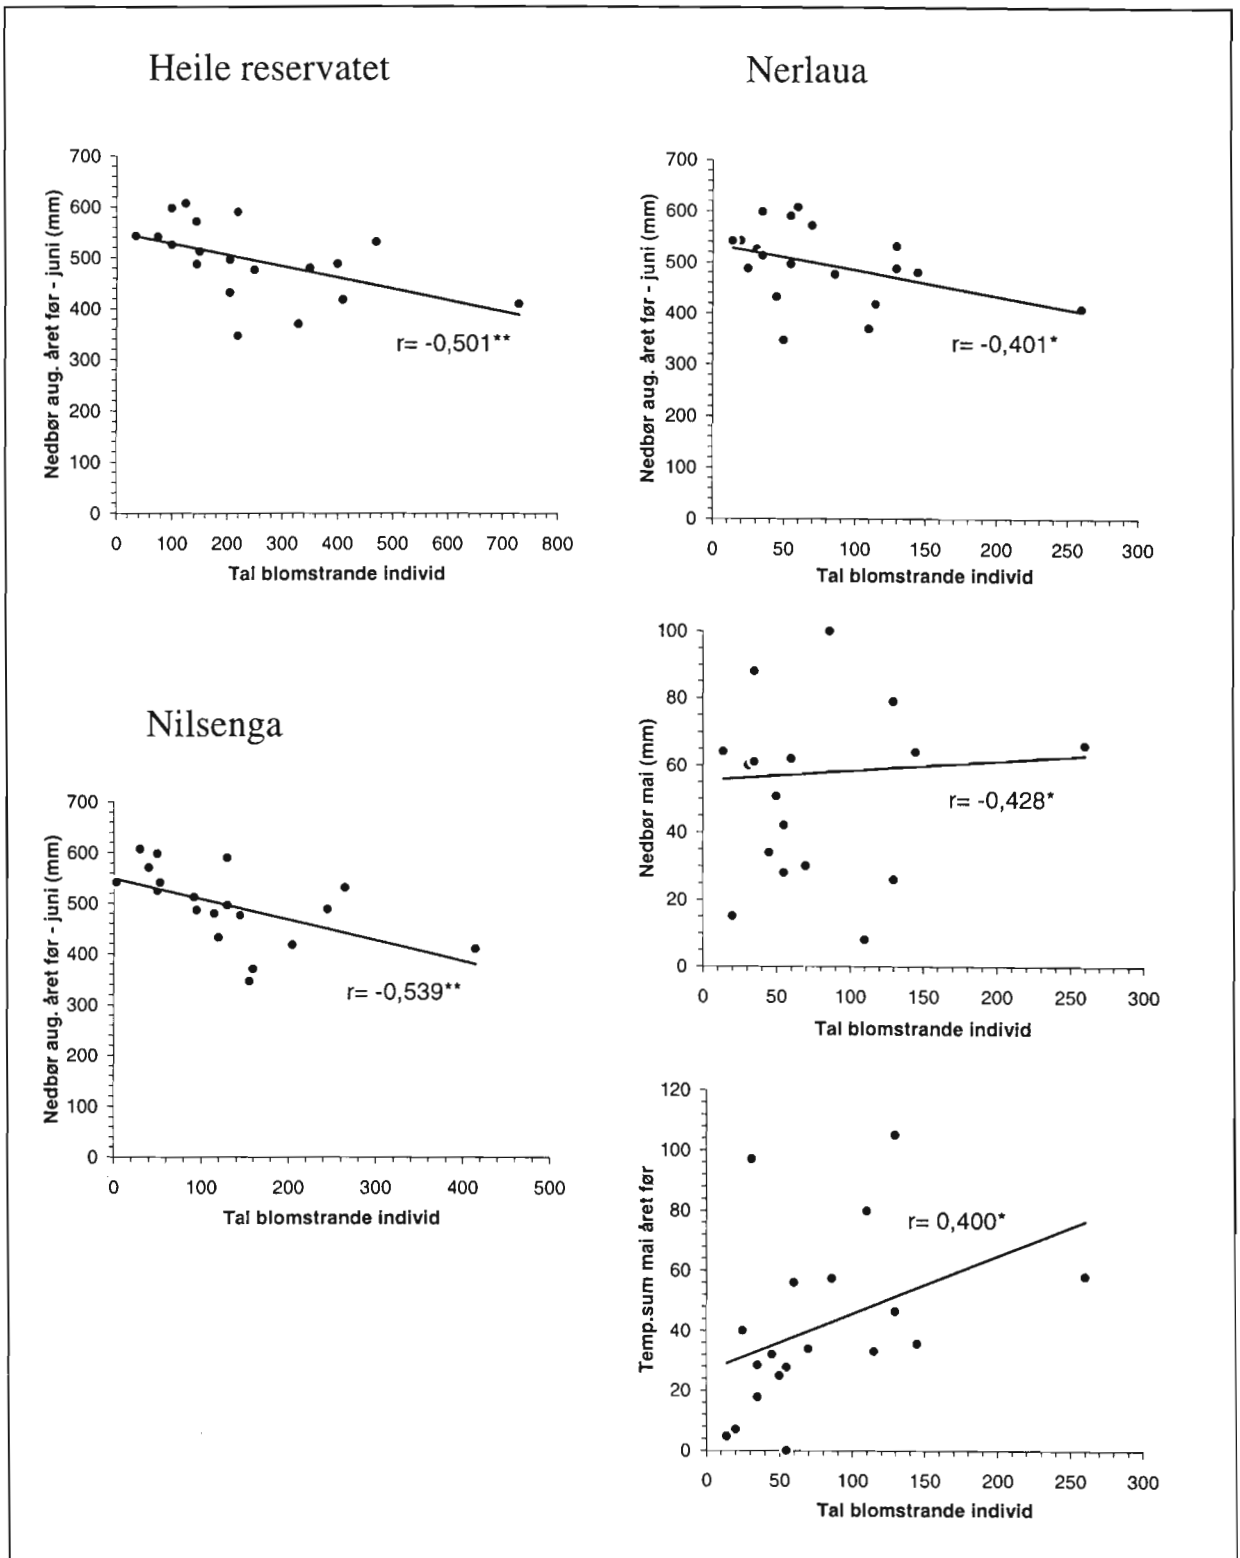 Heile reservatet
Nerlaua
700
600
500
400
300
200
100
0
Nedbør aug. året før - juni (mm)
r= -0,501**
0 100 200 300 400 500 600 700 800
Tal blomstrande individ
700
600
500
400
300
200
100
0
Nedbør aug. året før - juni (mm)
r= -0,401*
0 50 100 150 200 250 300
Tal blomstrande individ
Nilsenga
700
600
500
400
300
200
100
0
Nedbør aug. året før - juni (mm)
r= -0,539**
0 100 200 300 400 500
Tal blomstrande individ
100
80
60
40
20
0
Nedbør mai (mm)
r= -0,428*
0 50 100 150 200 250 300
Tal blomstrande individ
120
100
80
60
40
20
0
Temp.sum mai året før
r= 0,400*
0 50 100 150 200 250 300
Tal blomstrande individ